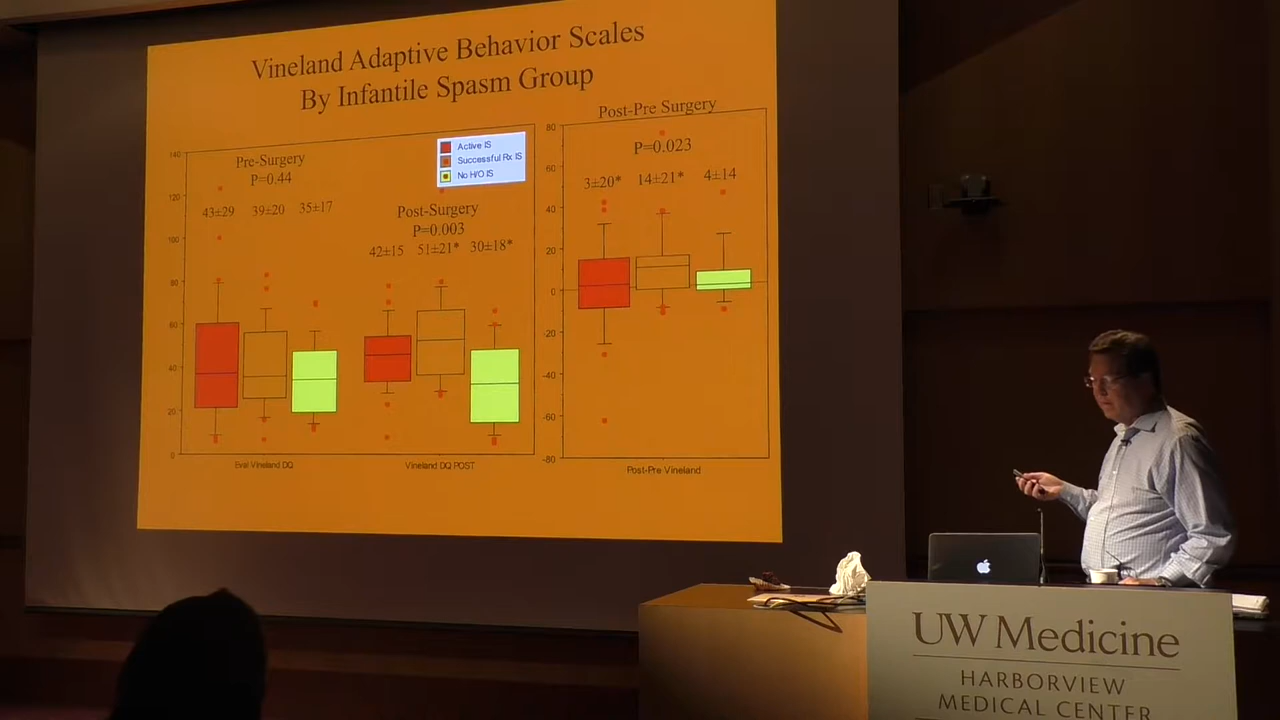 Vineland Adaptive Behavior Scales
By Infantile Spasm Group
Active IS
Successful Rx IS
No H/O IS
Pre-Surgery
P=0.44
43±29 39±20 35±17
Post-Surgery
P=0.003
42±15 51±21* 30±18*
140
120
100
80
60
40
20
0
Eval Vineland DQ
Vineland DQ POST
Post-Pre Surgery
P=0.023
3±20* 14±21* 4±14
80
60
40
20
0
-20
-40
-60
-80
Post-Pre Vineland
UW Medicine
HARBORVIEW
MEDICAL CENTER